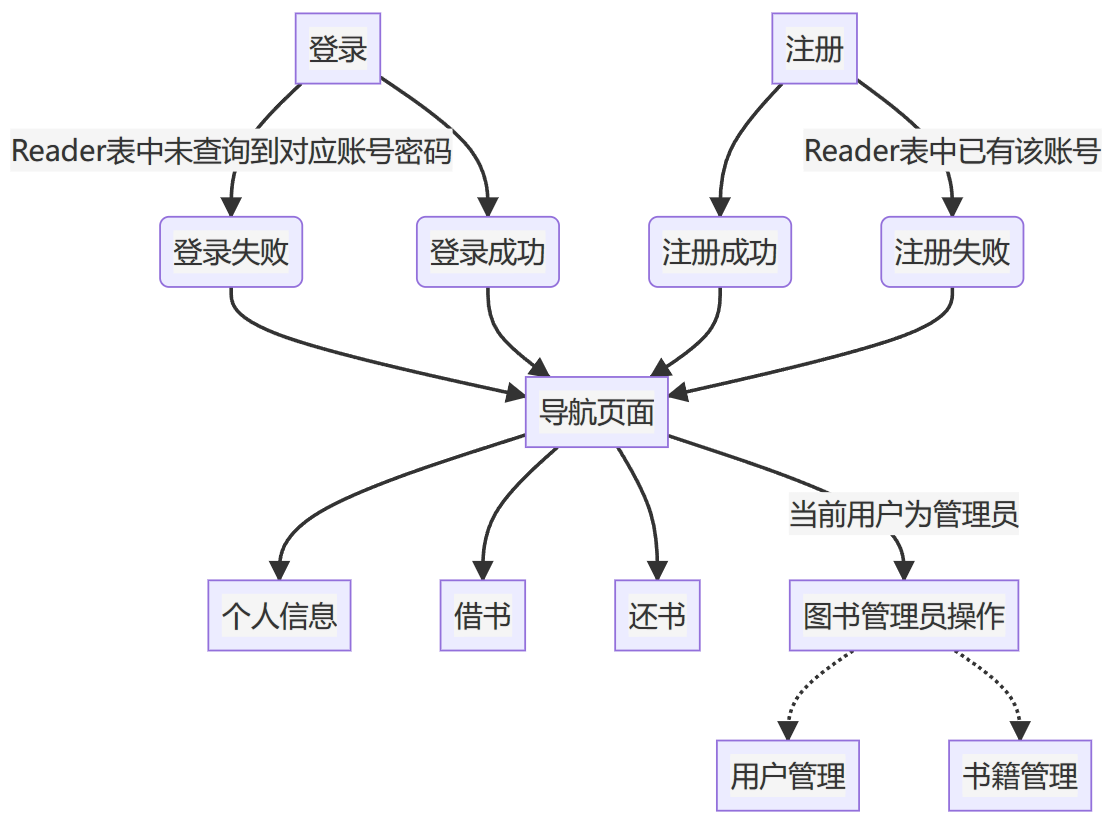 登录
注册
Reader表中未查询到对应账号密码
Reader表中已有该账号
登录失败
登录成功
注册成功
注册失败
导航页面
当前用户为管理员
个人信息
借书
还书
图书管理员操作
用户管理
书籍管理